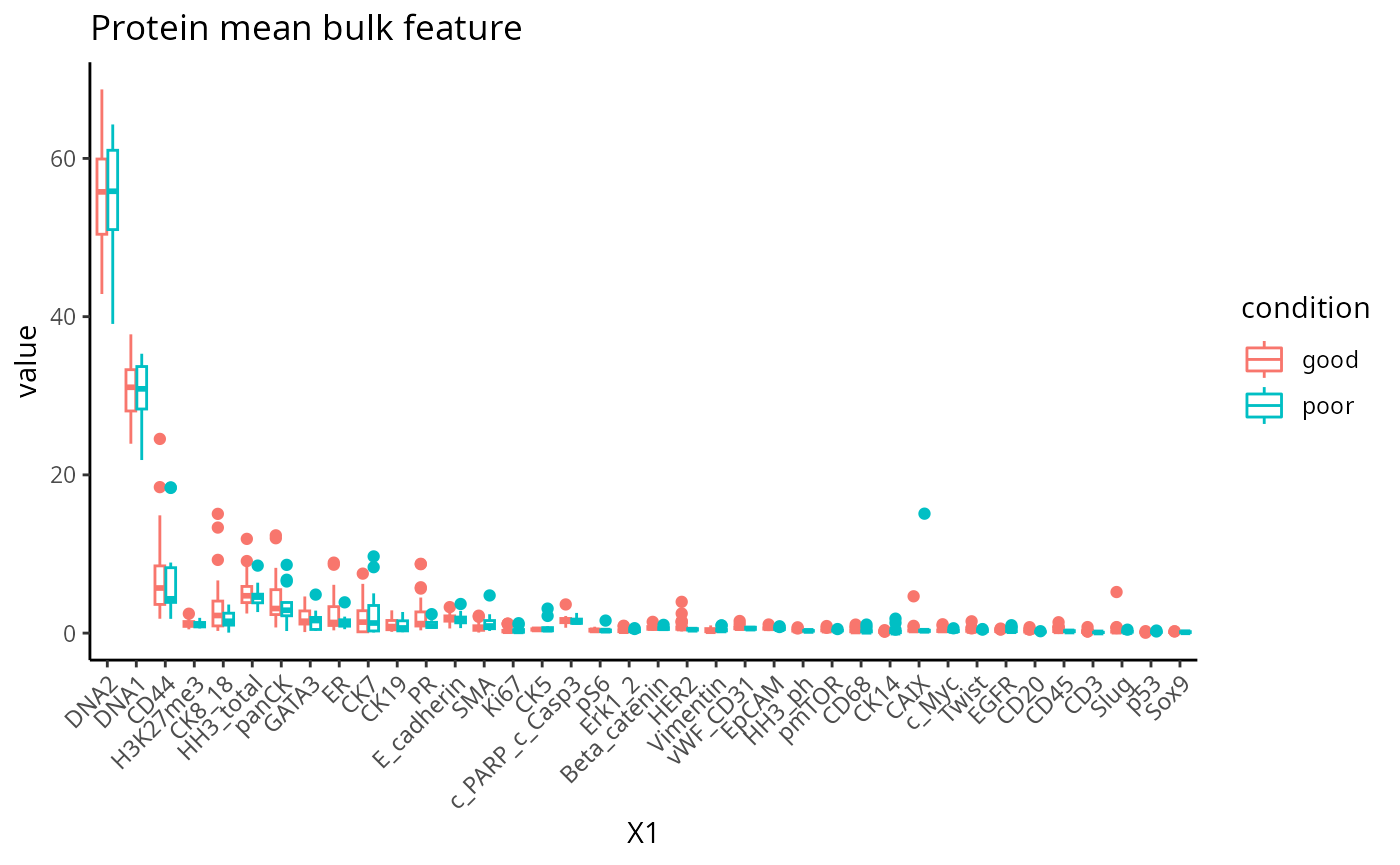 Protein mean bulk feature
value
60
40
20
0
DNA2
DNA1
CD44
H3K27me3
CK8_18
HH3_total
panCK
GATA3
ER
CK7
CK19
PR
E_cadherin
SMA
Ki67
CK5
c_PARP_c_Casp3
pS6
Erk1_2
Beta_catenin
HER2
Vimentin
vWF_CD31
EpCAM
HH3_ph
pmTOR
CD68
CK14
CAIX
c_Myc
Twist
EGFR
CD20
CD45
CD3
Slug
p53
Sox9
X1
condition
good
poor